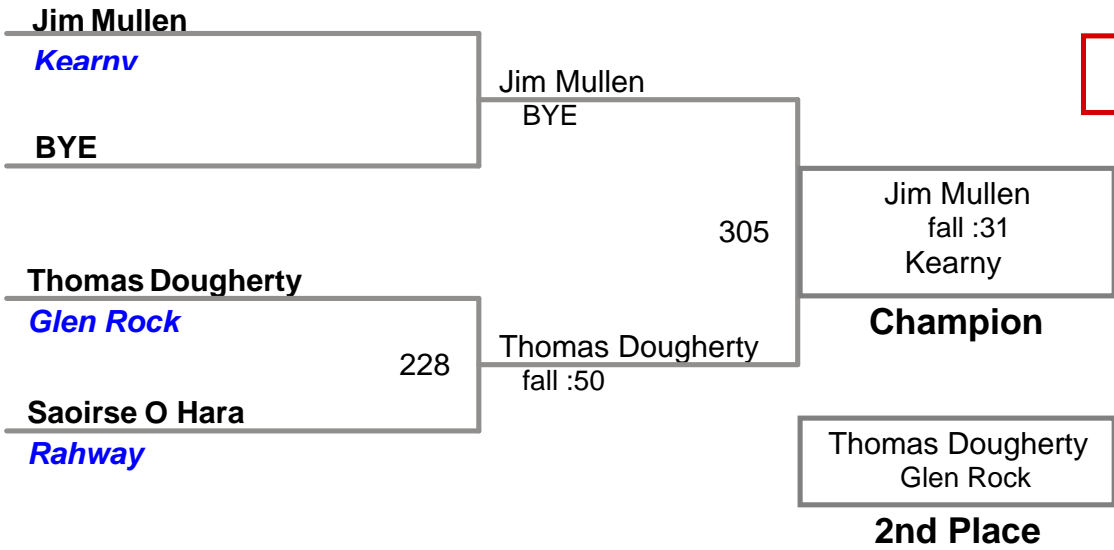 Jim Mullen
Kearny
BYE
Thomas Dougherty
Glen Rock
228
Saoirse O Hara
Rahway
Jim Mullen
BYE
305
Thomas Dougherty
fall :50
Jim Mullen
fall :31
Kearny
Champion
Thomas Dougherty
Glen Rock
2nd Place